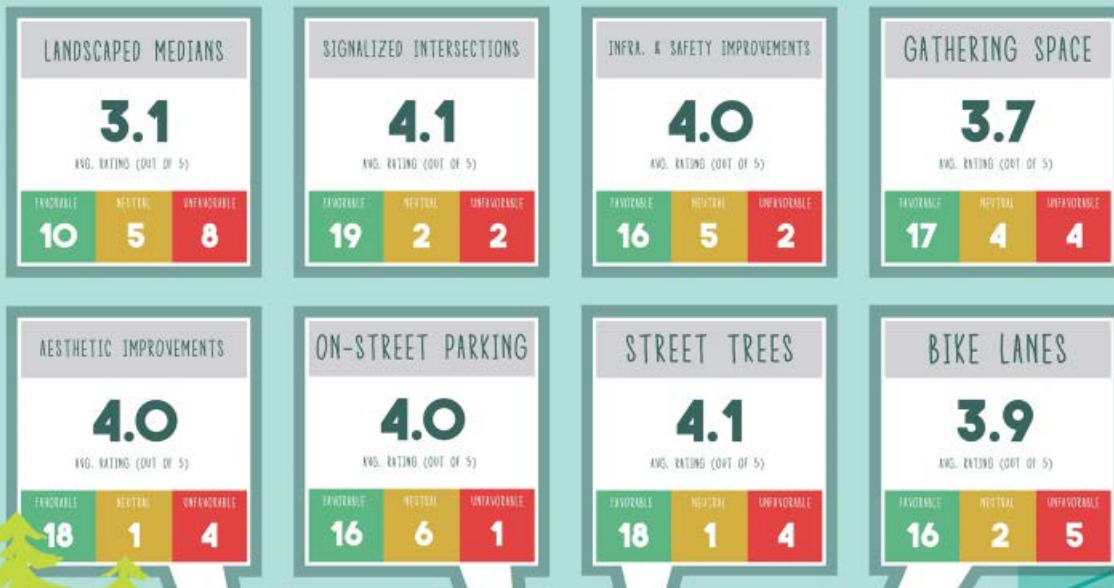 LANDSCAPED MEDIANS
3.1
AVG. RATING (OUT OF 5)
FAVORABLE NEUTRAL UNFAVORABLE
10 5 8
SIGNALIZED INTERSECTIONS
4.1
AVG. RATING (OUT OF 5)
FAVORABLE NEUTRAL UNFAVORABLE
19 2 2
INFRA. & SAFETY IMPROVEMENTS
4.0
AVG. RATING (OUT OF 5)
FAVORABLE NEUTRAL UNFAVORABLE
16 5 2
GATHERING SPACE
3.7
AVG. RATING (OUT OF 5)
FAVORABLE NEUTRAL UNFAVORABLE
17 4 4
AESTHETIC IMPROVEMENTS
4.0
AVG. RATING (OUT OF 5)
FAVORABLE NEUTRAL UNFAVORABLE
18 1 4
ON-STREET PARKING
4.0
AVG. RATING (OUT OF 5)
FAVORABLE NEUTRAL UNFAVORABLE
16 6 1
STREET TREES
4.1
AVG. RATING (OUT OF 5)
FAVORABLE NEUTRAL UNFAVORABLE
18 1 4
BIKE LANES
3.9
AVG. RATING (OUT OF 5)
FAVORABLE NEUTRAL UNFAVORABLE
16 2 5